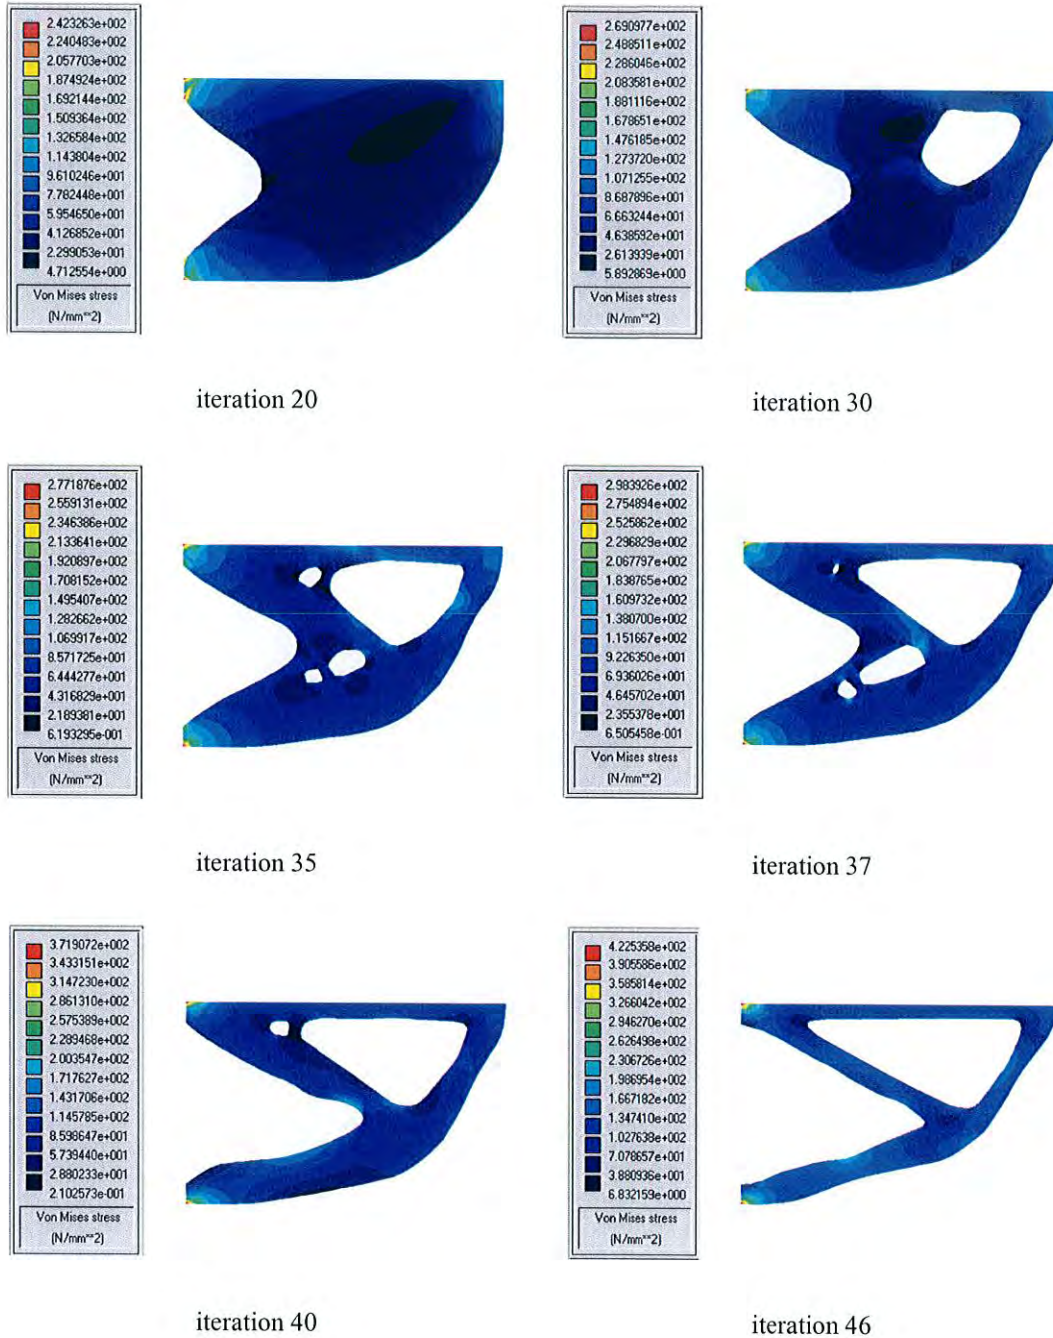 2.423263e+002
2.240483e+002
2.057703e+002
1.874924e+002
1.692144e+002
1.509364e+002
1.326584e+002
1.143804e+002
9.610246e+001
7.782448e+001
5.954650e+001
4.126852e+001
2.299053e+001
4.712554e+000
Von Mises stress
(N/mm**2)
iteration 20
2.690977e+002
2.488511e+002
2.286046e+002
2.083581e+002
1.881116e+002
1.678651e+002
1.476185e+002
1.273720e+002
1.071255e+002
8.687896e+001
6.663244e+001
4.638592e+001
2.613939e+001
5.892869e+000
Von Mises stress
(N/mm**2)
iteration 30
2.771876e+002
2.559131e+002
2.346386e+002
2.133641e+002
1.920897e+002
1.708152e+002
1.495407e+002
1.282662e+002
1.069917e+002
8.571725e+001
6.444277e+001
4.316829e+001
2.189381e+001
6.193295e-001
Von Mises stress
(N/mm**2)
iteration 35
2.983926e+002
2.754894e+002
2.525862e+002
2.296829e+002
2.067797e+002
1.838765e+002
1.609732e+002
1.380700e+002
1.151667e+002
9.226350e+001
6.936026e+001
4.645702e+001
2.355378e+001
6.505458e-001
Von Mises stress
(N/mm**2)
iteration 37
3.719072e+002
3.433151e+002
3.147230e+002
2.861310e+002
2.575389e+002
2.289468e+002
2.003547e+002
1.717627e+002
1.431706e+002
1.145785e+002
8.598647e+001
5.739440e+001
2.880233e+001
2.102573e-001
Von Mises stress
(N/mm**2)
iteration 40
4.225358e+002
3.905586e+002
3.585814e+002
3.266042e+002
2.946270e+002
2.626498e+002
2.306726e+002
1.986954e+002
1.667182e+002
1.347410e+002
1.027638e+002
7.078657e+001
3.880936e+001
6.832159e+000
Von Mises stress
(N/mm**2)
iteration 46